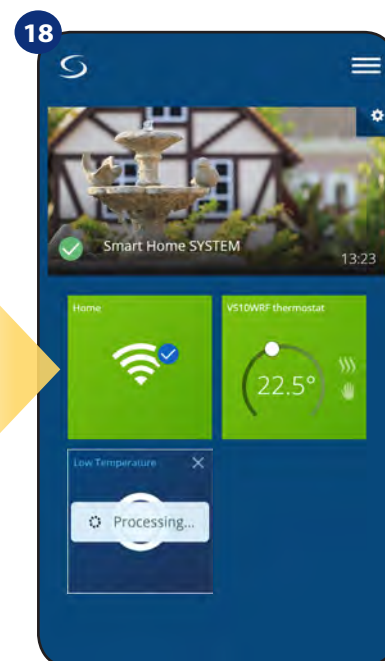 18
Smart Home SYSTEM
13:23
Home
VS10WRF thermostat
22.5°
Low Temperature
Processing...